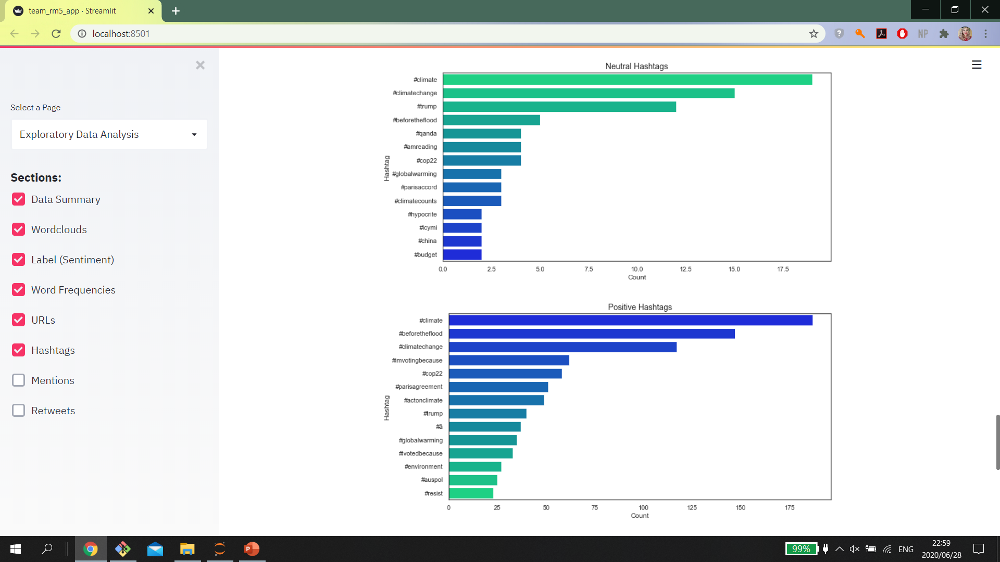 team_rm5_app · Streamlit
localhost:8501
NP
Select a Page
Exploratory Data Analysis
Sections:
Data Summary
Wordclouds
Label (Sentiment)
Word Frequencies
URLs
Hashtags
Mentions
Retweets
Neutral Hashtags
Hashtag
#climate
#climatechange
#trump
#beforetheflood
#qanda
#amreading
#cop22
#globalwarming
#parisaccord
#climatecounts
#hypocrite
#icymi
#china
#budget
0.0 2.5 5.0 7.5 10.0 12.5 15.0 17.5
Count
Positive Hashtags
Hashtag
#climate
#beforetheflood
#climatechange
#imvotingbecause
#cop22
#parisagreement
#actonclimate
#trump
#ã
#globalwarming
#ivotedbecause
#environment
#auspol
#resist
0 25 50 75 100 125 150 175
Count
99%
ENG
22:59
2020/06/28